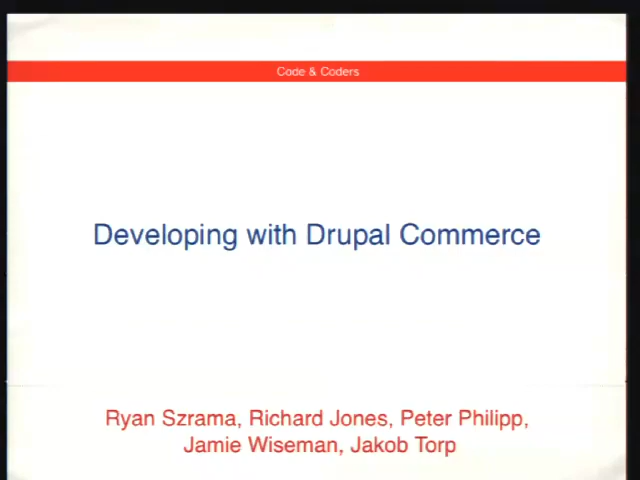 Code & Coders
Developing with Drupal Commerce
Ryan Szrama, Richard Jones, Peter Philipp,
Jamie Wiseman, Jakob Torp